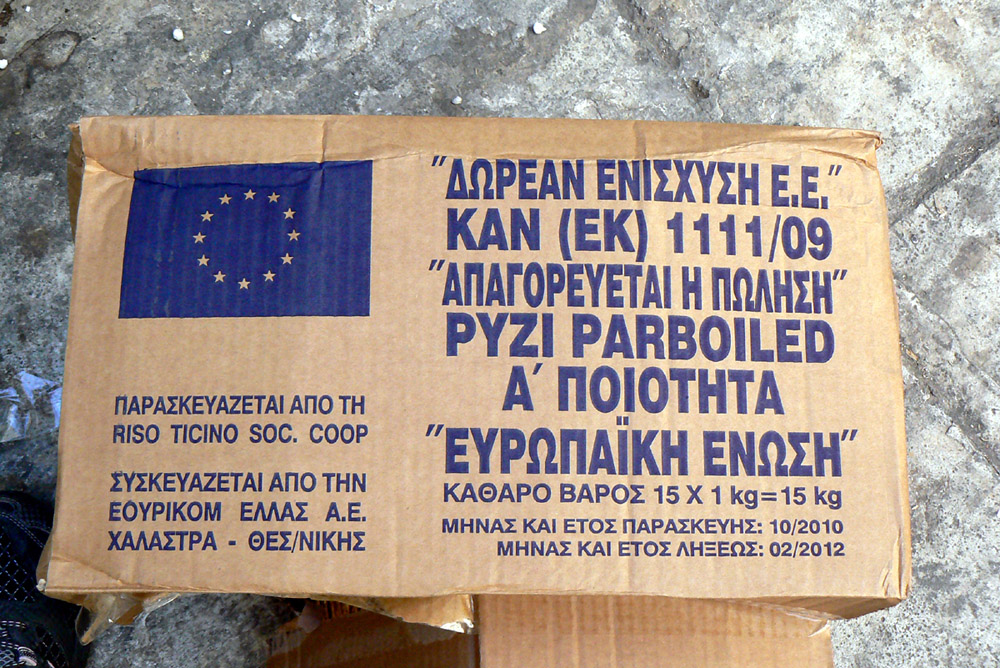 "ΔΩΡΕΑΝ ΕΝΙΣΧΥΣΗ Ε.Ε."
ΚΑΝ (ΕΚ) 1111/09
"ΑΠΑΓΟΡΕΥΕΤΑΙ Η ΠΩΛΗΣΗ"
ΡΥΖΙ PARBOILED
Α΄ ΠΟΙΟΤΗΤΑ
"ΕΥΡΩΠΑΪΚΗ ΕΝΩΣΗ"
ΚΑΘΑΡΟ ΒΑΡΟΣ 15 X 1 kg=15 kg
ΜΗΝΑΣ ΚΑΙ ΕΤΟΣ ΠΑΡΑΣΚΕΥΗΣ: 10/2010
ΜΗΝΑΣ ΚΑΙ ΕΤΟΣ ΛΗΞΕΩΣ: 02/2012
ΠΑΡΑΣΚΕΥΑΖΕΤΑΙ ΑΠΟ ΤΗ
RISO TICINO SOC. COOP
ΣΥΣΚΕΥΑΖΕΤΑΙ ΑΠΟ ΤΗΝ
ΕΟΥΡΙΚΟΜ ΕΛΛΑΣ Α.Ε.
ΧΑΛΑΣΤΡΑ - ΘΕΣ/ΝΙΚΗΣ